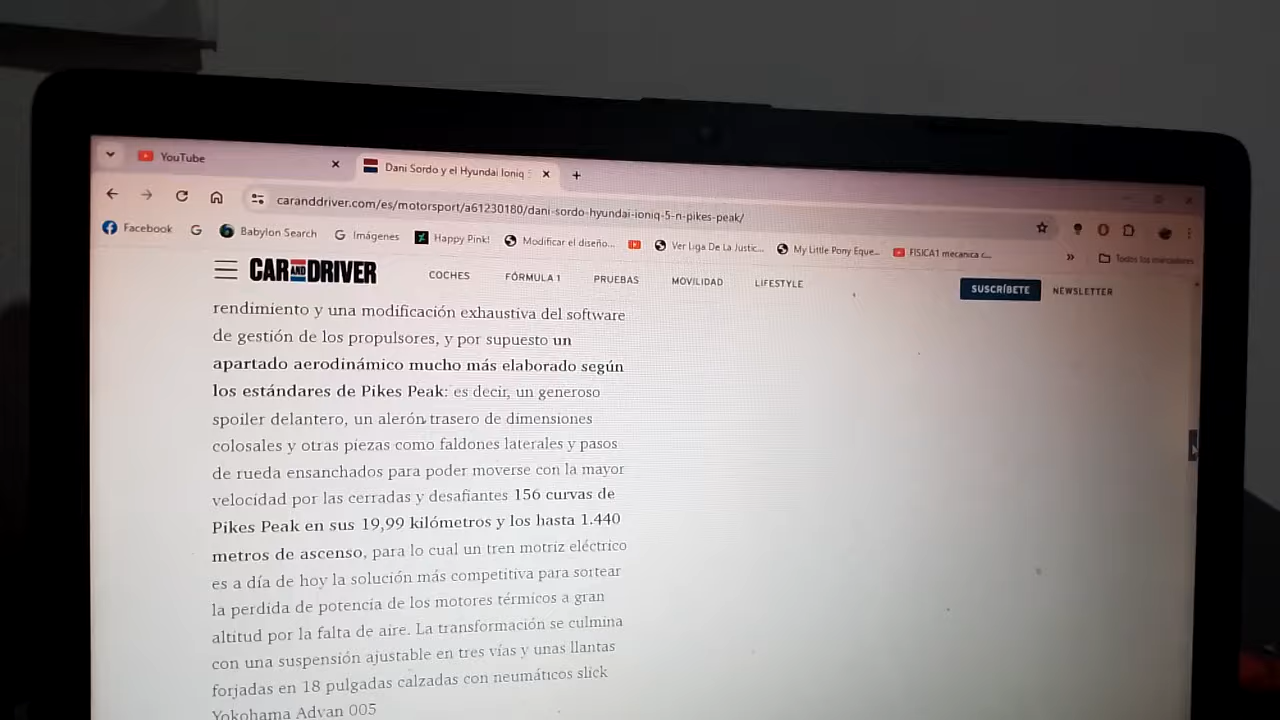 YouTube
Dani Sordo y el Hyundai Ioniq
caranddriver.com/es/motorsport/a61230180/dani-sordo-hyundai-ioniq-5-n-pikes-peak/
Facebook
Babylon Search
Imágenes
Happy Pink!
Modificar el diseño...
Ver Liga De La Justic...
My Little Pony Eque...
FISICA1 mecanica c...
Todos los marcadores
CAR AND DRIVER
COCHES
FÓRMULA 1
PRUEBAS
MOVILIDAD
LIFESTYLE
SUSCRÍBETE
NEWSLETTER
rendimiento y una modificación exhaustiva del software
de gestión de los propulsores, y por supuesto un
apartado aerodinámico mucho más elaborado según
los estándares de Pikes Peak: es decir, un generoso
spoiler delantero, un alerón trasero de dimensiones
colosales y otras piezas como faldones laterales y pasos
de rueda ensanchados para poder moverse con la mayor
velocidad por las cerradas y desafiantes 156 curvas de
Pikes Peak en sus 19,99 kilómetros y los hasta 1.440
metros de ascenso, para lo cual un tren motriz eléctrico
es a día de hoy la solución más competitiva para sortear
la perdida de potencia de los motores térmicos a gran
altitud por la falta de aire. La transformación se culmina
con una suspensión ajustable en tres vías y unas llantas
forjadas en 18 pulgadas calzadas con neumáticos slick
Yokohama Advan 005